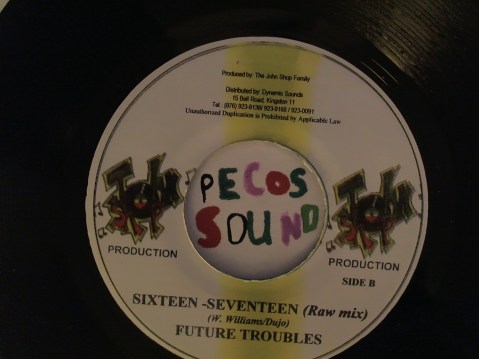 Produced by: The John Shop Family
Distributed by: Dynamic Sounds
15 Bell Road, Kingston 11
Unauthorized Duplication is Prohibited by Applicable Law
PECOS
SOUND
PRODUCTION
PRODUCTION
SIDE B
SIXTEEN -SEVENTEEN (Raw mix)
(W. Williams/Dujo)
FUTURE TROUBLES